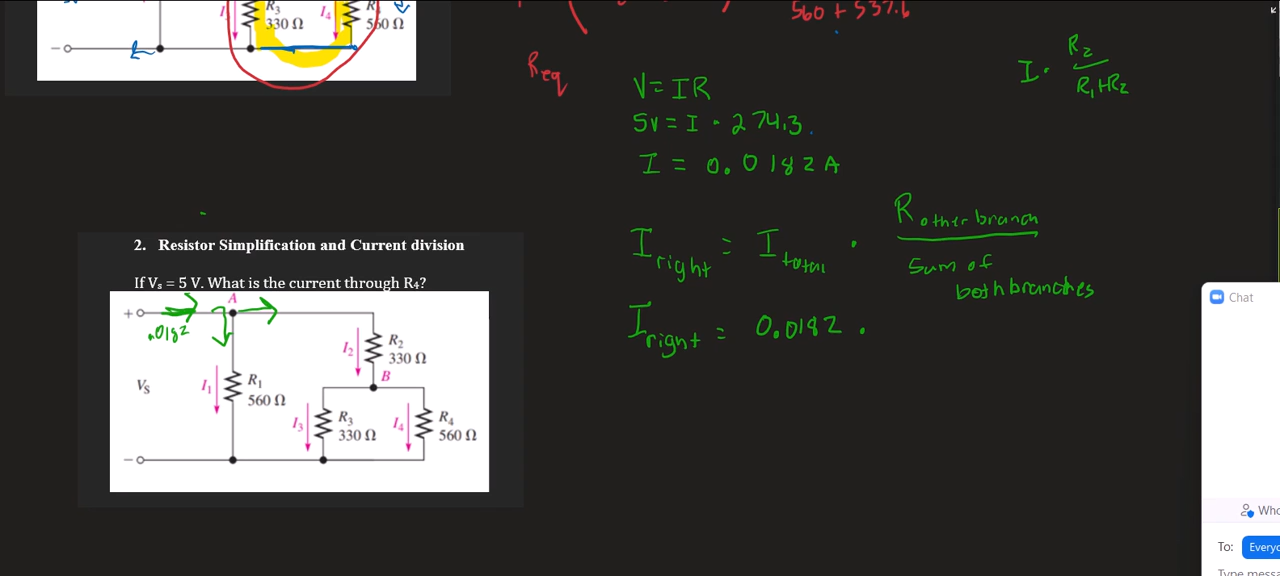 R3
330 Ω
I4
560 Ω
560 + 537.6
Req
V = IR
5V = I · 274.3
I = 0.0182 A
I · R2
R1+R2
Iright = Itotal · Rother branch
sum of
both branches
Iright = 0.0182 ·
2. Resistor Simplification and Current division
If Vs = 5 V. What is the current through R4?
+
A
.0182
I2
R2
330 Ω
B
VS
I1
R1
560 Ω
I3
R3
330 Ω
I4
R4
560 Ω
−
Chat
To:
Type